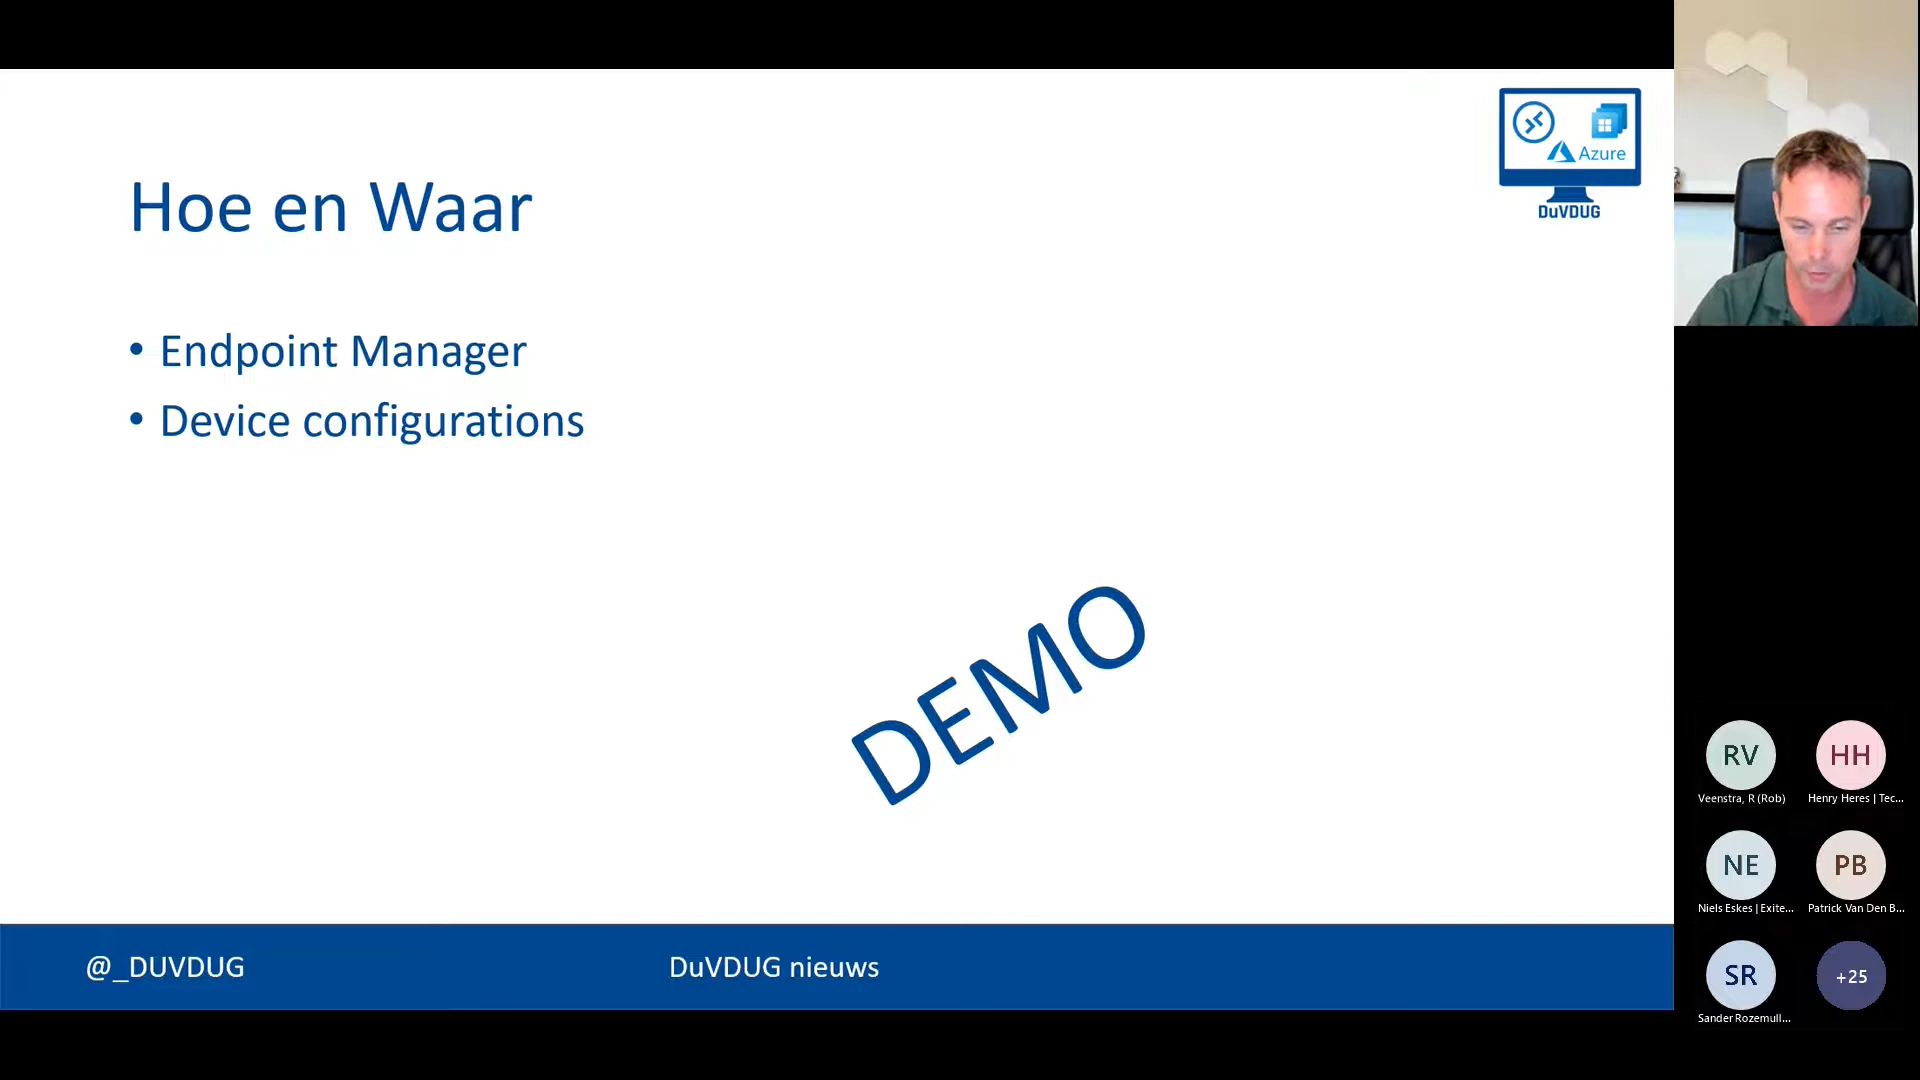 Azure
DuVDUG
Hoe en Waar
• Endpoint Manager
• Device configurations
DEMO
@_DUVDUG
DuVDUG nieuws
RV
HH
Veenstra, R (Rob)
Henry Heres | Tec...
NE
PB
Niels Eskes | Exite...
Patrick Van Den B...
SR
+25
Sander Rozemull...